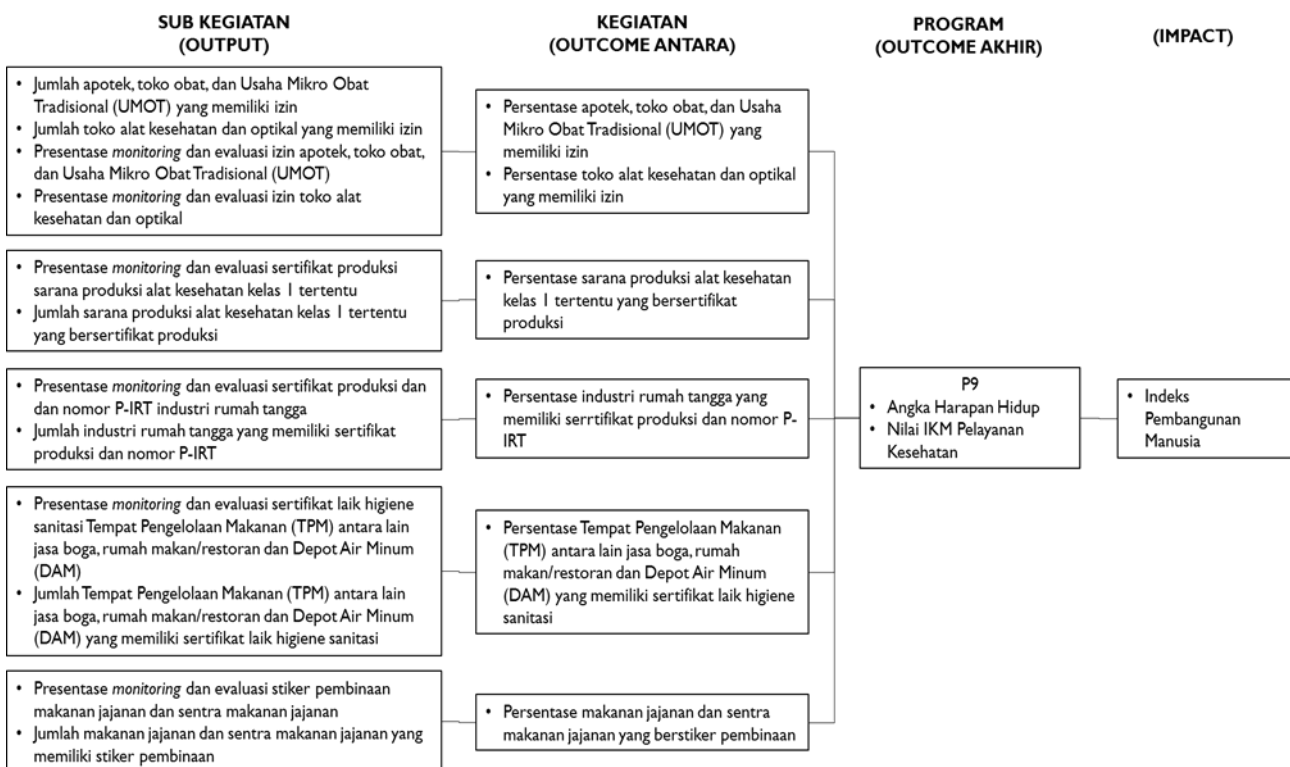 SUB KEGIATAN
(OUTPUT)
KEGIATAN
(OUTCOME ANTARA)
PROGRAM
(OUTCOME AKHIR)
(IMPACT)
• Jumlah apotek, toko obat, dan Usaha Mikro Obat
Tradisional (UMOT) yang memiliki izin
• Jumlah toko alat kesehatan dan optikal yang memiliki izin
• Presentase monitoring dan evaluasi izin apotek, toko obat,
dan Usaha Mikro Obat Tradisional (UMOT)
• Presentase monitoring dan evaluasi izin toko alat
kesehatan dan optikal
• Persentase apotek, toko obat, dan Usaha
Mikro Obat Tradisional (UMOT) yang
memiliki izin
• Persentase toko alat kesehatan dan optikal
yang memiliki izin
• Presentase monitoring dan evaluasi sertifikat produksi
sarana produksi alat kesehatan kelas 1 tertentu
• Jumlah sarana produksi alat kesehatan kelas 1 tertentu
yang bersertifikat produksi
• Persentase sarana produksi alat kesehatan
kelas 1 tertentu yang bersertifikat
produksi
• Presentase monitoring dan evaluasi sertifikat produksi dan
dan nomor P-IRT industri rumah tangga
• Jumlah industri rumah tangga yang memiliki sertifikat
produksi dan nomor P-IRT
• Persentase industri rumah tangga yang
memiliki serrtifikat produksi dan nomor P-
IRT
P9
• Angka Harapan Hidup
• Nilai IKM Pelayanan
Kesehatan
• Indeks
Pembangunan
Manusia
• Presentase monitoring dan evaluasi sertifikat laik higiene
sanitasi Tempat Pengelolaan Makanan (TPM) antara lain
jasa boga, rumah makan/restoran dan Depot Air Minum
(DAM)
• Jumlah Tempat Pengelolaan Makanan (TPM) antara lain
jasa boga, rumah makan/restoran dan Depot Air Minum
(DAM) yang memiliki sertifikat laik higiene sanitasi
• Persentase Tempat Pengelolaan Makanan
(TPM) antara lain jasa boga, rumah
makan/restoran dan Depot Air Minum
(DAM) yang memiliki sertifikat laik higiene
sanitasi
• Presentase monitoring dan evaluasi stiker pembinaan
makanan jajanan dan sentra makanan jajanan
• Jumlah makanan jajanan dan sentra makanan jajanan yang
memiliki stiker pembinaan
• Persentase makanan jajanan dan sentra
makanan jajanan yang berstiker pembinaan